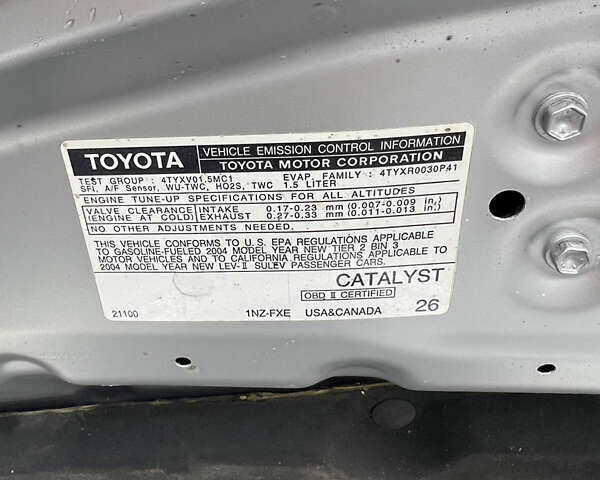 TOYOTA VEHICLE EMISSION CONTROL INFORMATION
TOYOTA MOTOR CORPORATION
TEST GROUP : 4TYXV01.5MC1 EVAP. FAMILY : 4TYXR0030P41
SFI, A/F Sensor, WU-TWC, HO2S, TWC 1.5 LITER
ENGINE TUNE-UP SPECIFICATIONS FOR ALL ALTITUDES
VALVE CLEARANCE INTAKE 0.17-0.23 mm (0.007-0.009 in.)
(ENGINE AT COLD) EXHAUST 0.27-0.33 mm (0.011-0.013 in.)
NO OTHER ADJUSTMENTS NEEDED.
THIS VEHICLE CONFORMS TO U.S. EPA REGULATIONS APPLICABLE
TO GASOLINE-FUELED 2004 MODEL YEAR NEW TIER 2 BIN 3
MOTOR VEHICLES AND TO CALIFORNIA REGULATIONS APPLICABLE TO
2004 MODEL YEAR NEW LEV-II SULEV PASSENGER CARS.
CATALYST
OBD II CERTIFIED
21100 1NZ-FXE USA&CANADA 26